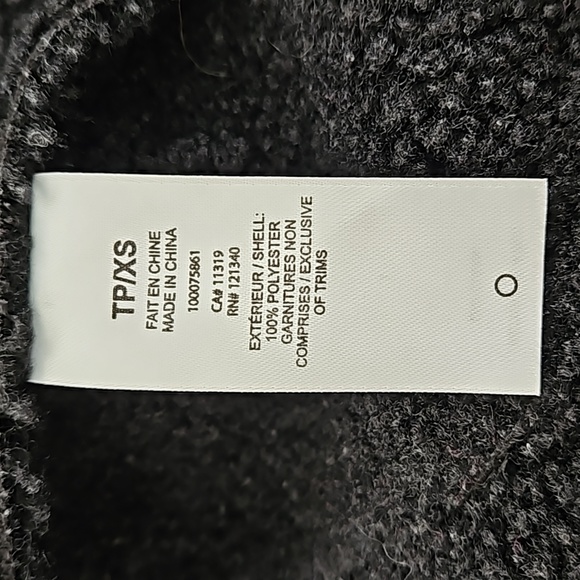 TP/XS
FAIT EN CHINE
MADE IN CHINA
100075861
CA# 11319
RN# 121340
EXTÉRIEUR / SHELL:
100% POLYESTER
GARNITURES NON
COMPRISES / EXCLUSIVE
OF TRIMS